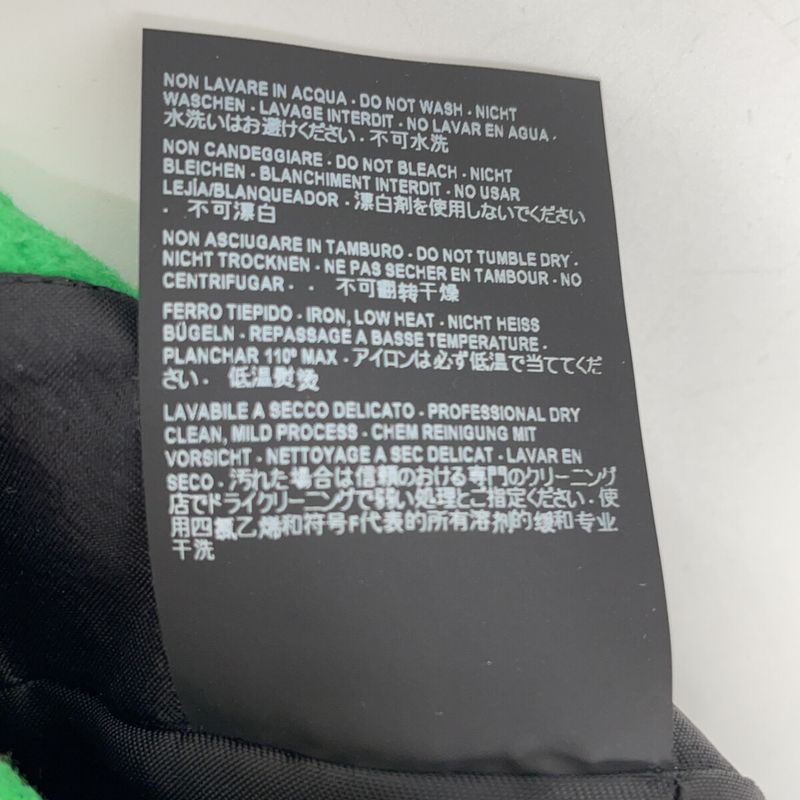 NON LAVARE IN ACQUA - DO NOT WASH - NICHT
WASCHEN - LAVAGE INTERDIT - NO LAVAR EN AGUA -
水洗いはお避けください - 不可水洗
NON CANDEGGIARE - DO NOT BLEACH - NICHT
BLEICHEN - BLANCHIMENT INTERDIT - NO USAR
LEJÍA/BLANQUEADOR - 漂白剤を使用しないでください
- 不可漂白
NON ASCIUGARE IN TAMBURO - DO NOT TUMBLE DRY -
NICHT TROCKNEN - NE PAS SECHER EN TAMBOUR - NO
CENTRIFUGAR - - 不可翻转干燥
FERRO TIEPIDO - IRON, LOW HEAT - NICHT HEISS
BÜGELN - REPASSAGE A BASSE TEMPERATURE -
PLANCHAR 110º MAX - アイロンは必ず低温で当ててくだ
さい - 低温熨烫
LAVABILE A SECCO DELICATO - PROFESSIONAL DRY
CLEAN, MILD PROCESS - CHEM REINIGUNG MIT
VORSICHT - NETTOYAGE A SEC DELICAT - LAVAR EN
SECO - 汚れた場合は信頼のおける専門のクリーニング
店でドライクリーニングで弱い処理とご指定ください - 使
用四氯乙烯和符号F代表的所有溶剂的缓和专业
干洗